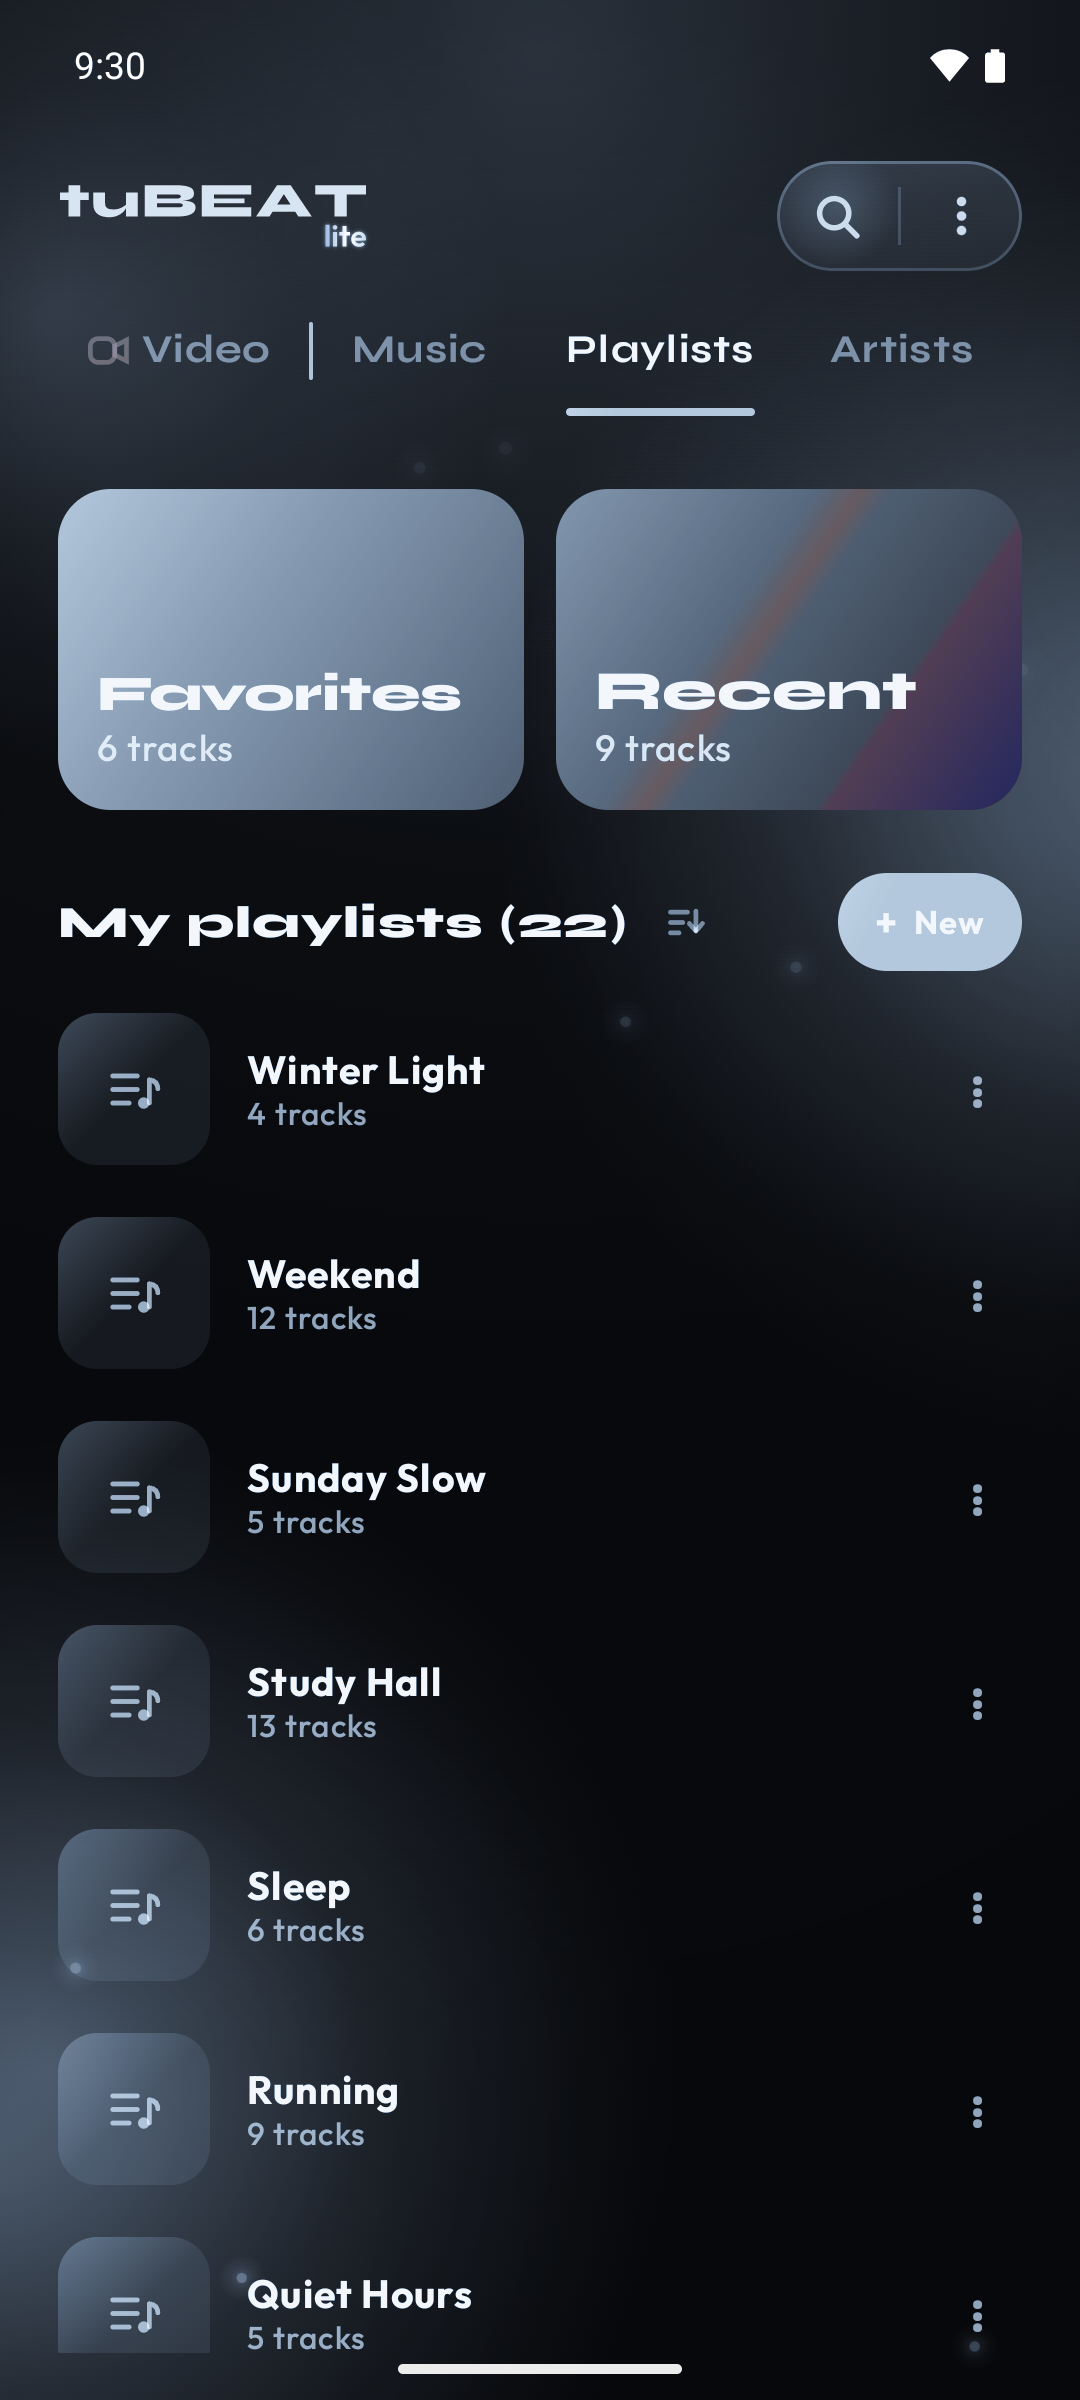 9:30
tuBEAT
lite
Video Music Playlists Artists
Favorites
6 tracks
Recent
9 tracks
My playlists (22)
+ New
Winter Light
4 tracks
Weekend
12 tracks
Sunday Slow
5 tracks
Study Hall
13 tracks
Sleep
6 tracks
Running
9 tracks
Quiet Hours
5 tracks